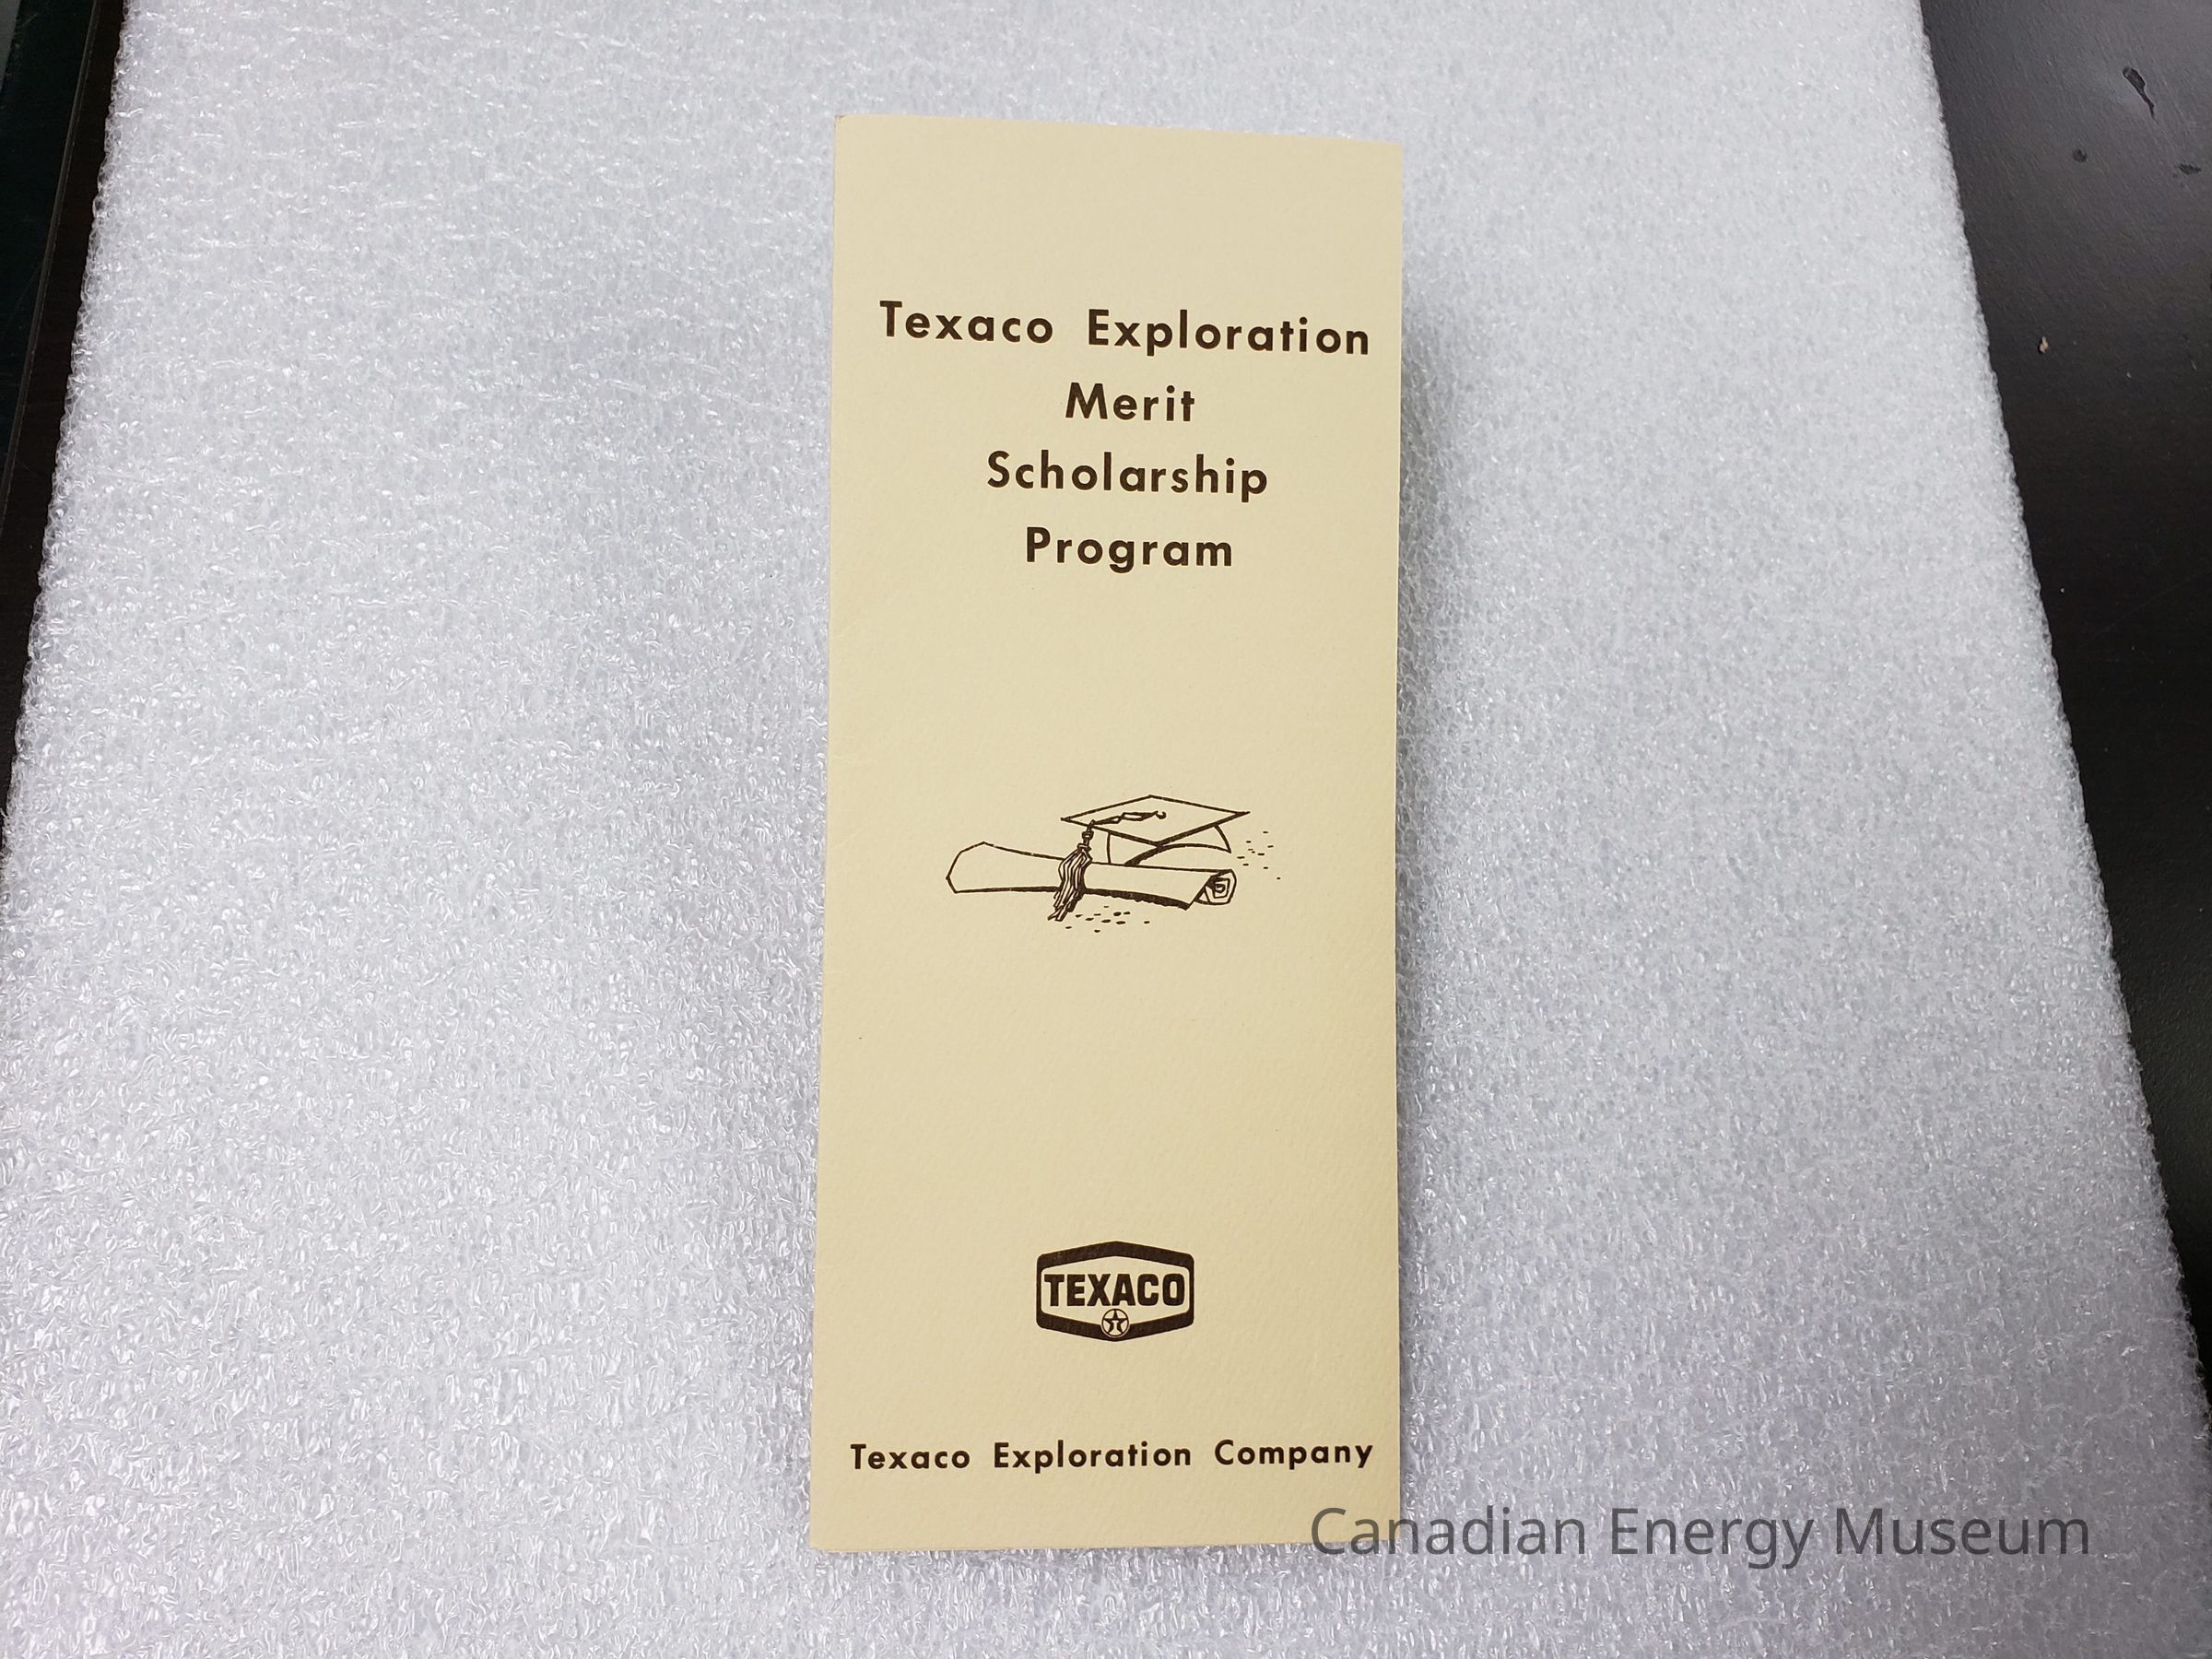 Texaco Exploration
Merit
Scholarship
Program
TEXACO
T
Texaco Exploration Company
Canadian Energy Museum